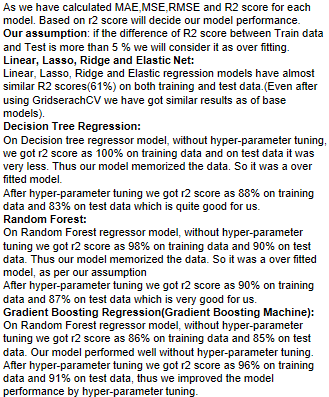 As we have calculated MAE,MSE,RMSE and R2 score for each
model. Based on r2 score will decide our model performance.
Our assumption: if the difference of R2 score between Train data
and Test is more than 5 % we will consider it as over fitting.
Linear, Lasso, Ridge and Elastic Net:
Linear, Lasso, Ridge and Elastic regression models have almost
similar R2 scores(61%) on both training and test data.(Even after
using GridserachCV we have got similar results as of base
models).
Decision Tree Regression:
On Decision tree regressor model, without hyper-parameter tuning,
we got r2 score as 100% on training data and on test data it was
very less. Thus our model memorized the data. So it was a over
fitted model.
After hyper-parameter tuning we got r2 score as 88% on training
data and 83% on test data which is quite good for us.
Random Forest:
On Random Forest regressor model, without hyper-parameter
tuning we got r2 score as 98% on training data and 90% on test
data. Thus our model memorized the data. So it was a over fitted
model, as per our assumption
After hyper-parameter tuning we got r2 score as 90% on training
data and 87% on test data which is very good for us.
Gradient Boosting Regression(Gradient Boosting Machine):
On Random Forest regressor model, without hyper-parameter
tuning we got r2 score as 86% on training data and 85% on test
data. Our model performed well without hyper-parameter tuning.
After hyper-parameter tuning we got r2 score as 96% on training
data and 91% on test data, thus we improved the model
performance by hyper-parameter tuning.